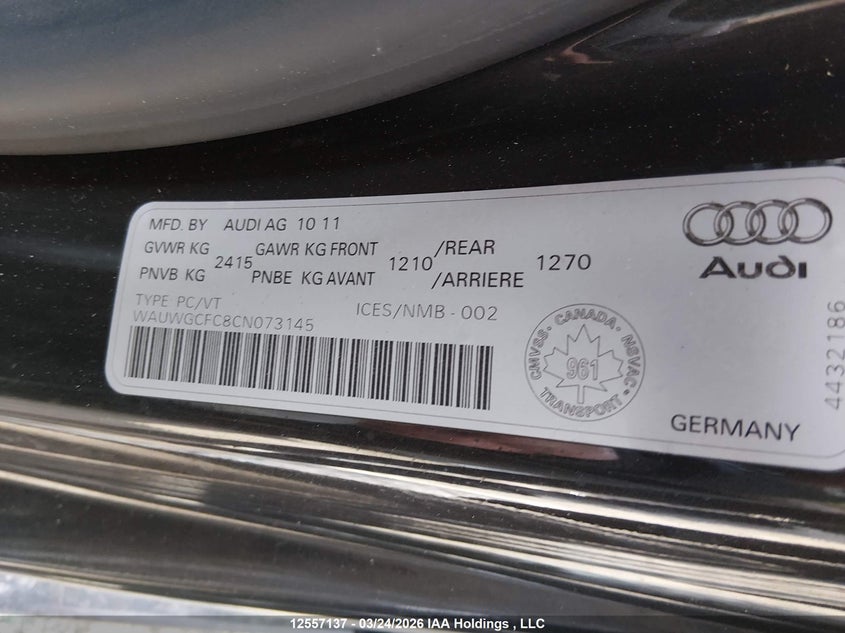 MFD. BY AUDI AG 10 11
GVWR KG 2415 GAWR KG FRONT 1210 /REAR 1270
PNVB KG PNBE KG AVANT /ARRIERE
TYPE PC/VT ICES/NMB - 002
WAUWGCFC8CN073145
CMVSS · CANADA · NSVAC · TRANSPORT
961
Audi
4432186
GERMANY
12557137 - 03/24/2026 IAA Holdings , LLC